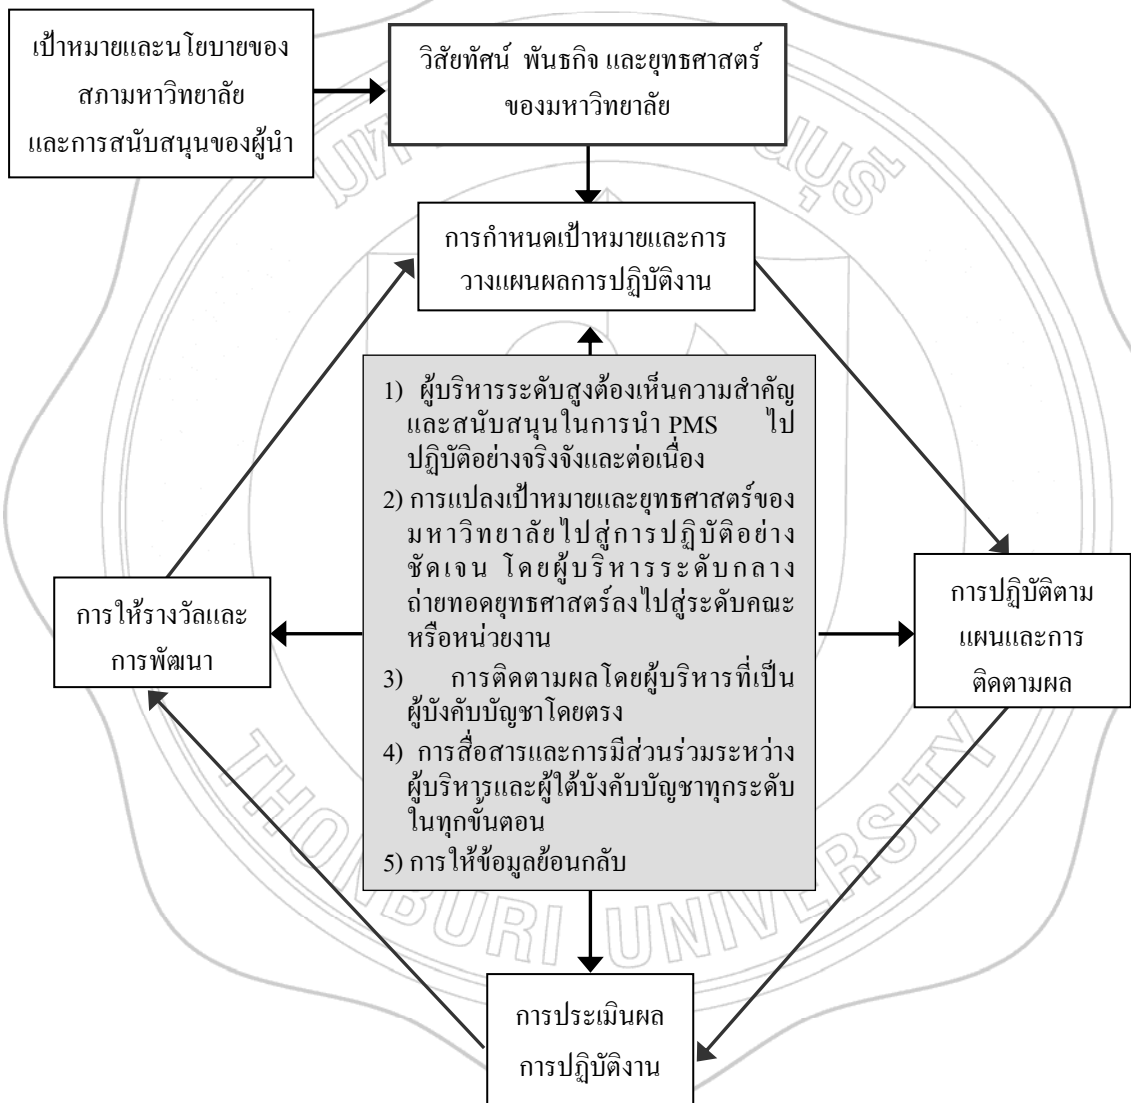 เป้าหมายและนโยบายของ
สภามหาวิทยาลัย
และการสนับสนุนของผู้นำ
วิสัยทัศน์ พันธกิจ และยุทธศาสตร์
ของมหาวิทยาลัย
การกำหนดเป้าหมายและการ
วางแผนผลการปฏิบัติงาน
1) ผู้บริหารระดับสูงต้องเห็นความสำคัญ
และสนับสนุนในการนำ PMS ไป
ปฏิบัติอย่างจริงจังและต่อเนื่อง
2) การแปลงเป้าหมายและยุทธศาสตร์ของ
มหาวิทยาลัยไปสู่การปฏิบัติอย่าง
ชัดเจน โดยผู้บริหารระดับกลาง
ถ่ายทอดยุทธศาสตร์ลงไปสู่ระดับคณะ
หรือหน่วยงาน
3) การติดตามผลโดยผู้บริหารที่เป็น
ผู้บังคับบัญชาโดยตรง
4) การสื่อสารและการมีส่วนร่วมระหว่าง
ผู้บริหารและผู้ใต้บังคับบัญชาทุกระดับ
ในทุกขั้นตอน
5) การให้ข้อมูลย้อนกลับ
การให้รางวัลและ
การพัฒนา
การปฏิบัติตาม
แผนและการ
ติดตามผล
การประเมินผล
การปฏิบัติงาน
THONBURI UNIVERSITY